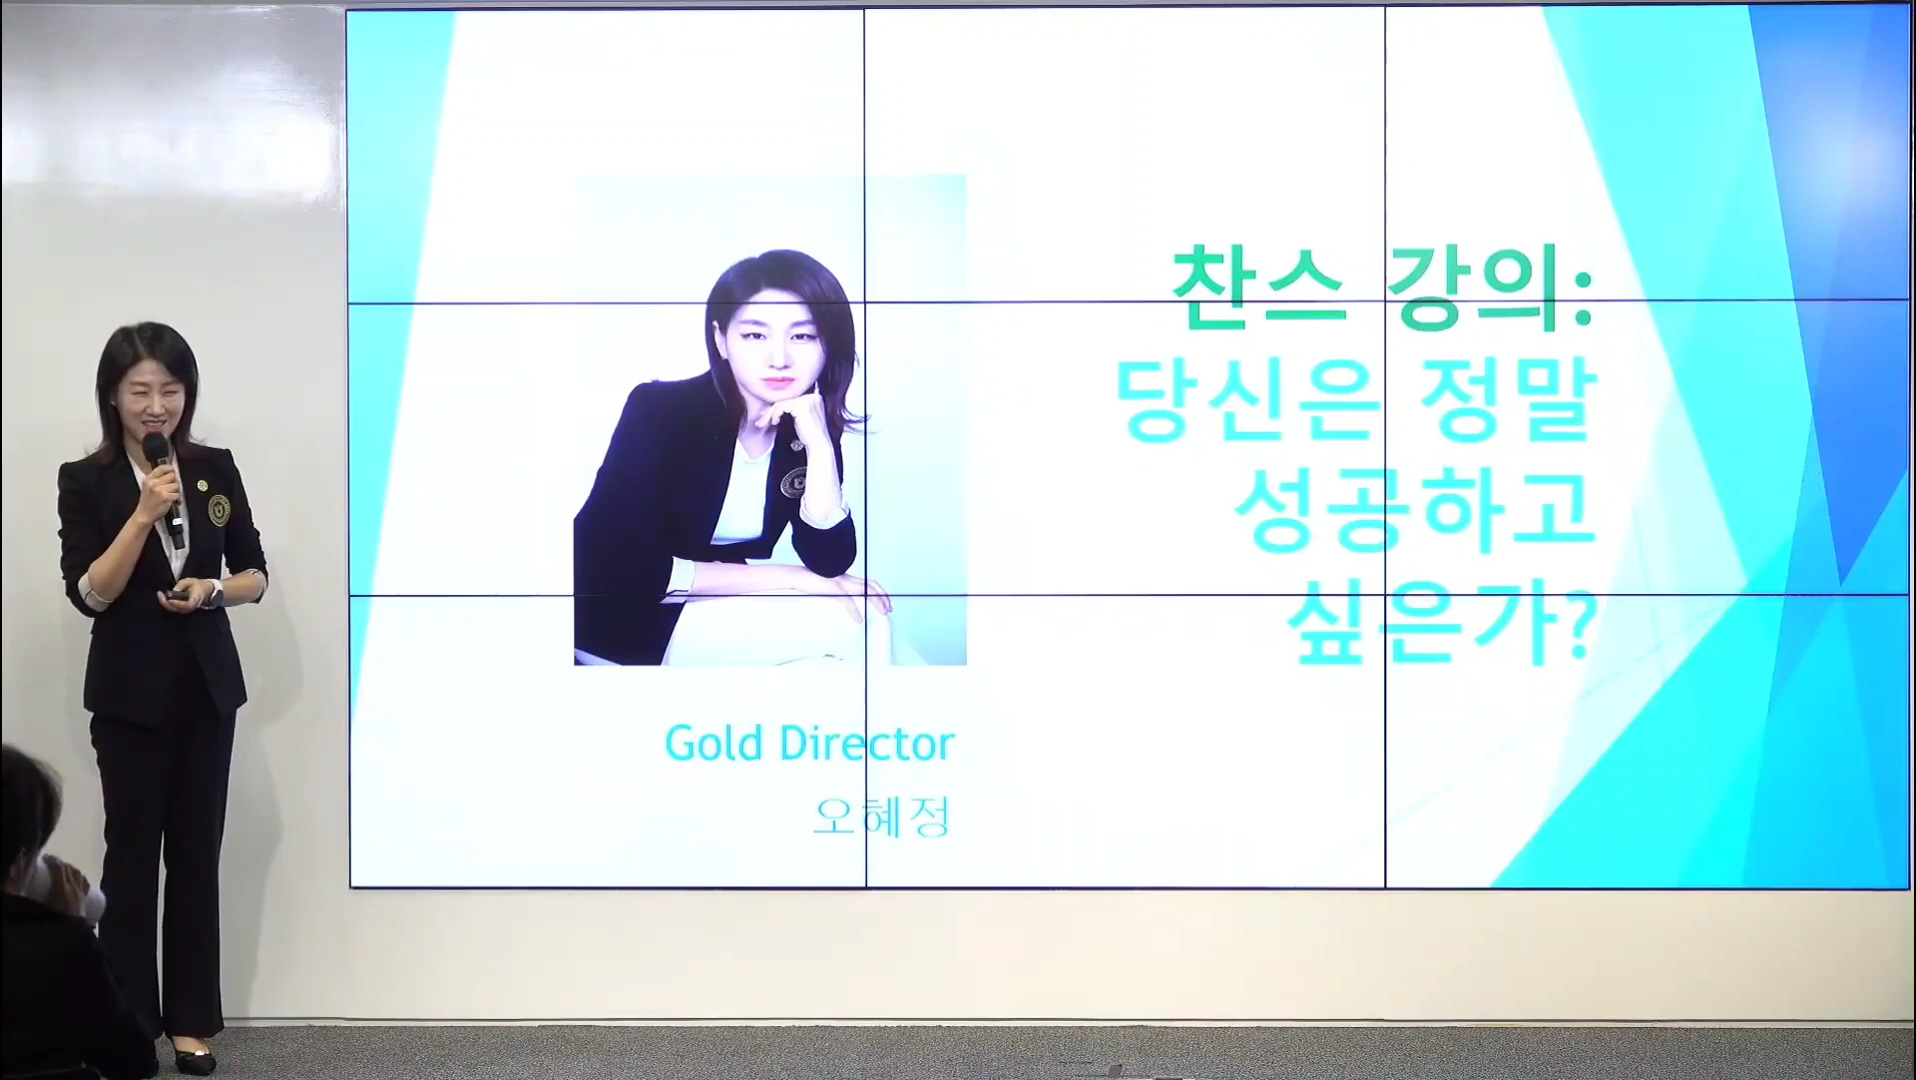 찬스 강의:
당신은 정말
성공하고
싶은가?
Gold Director
오혜정